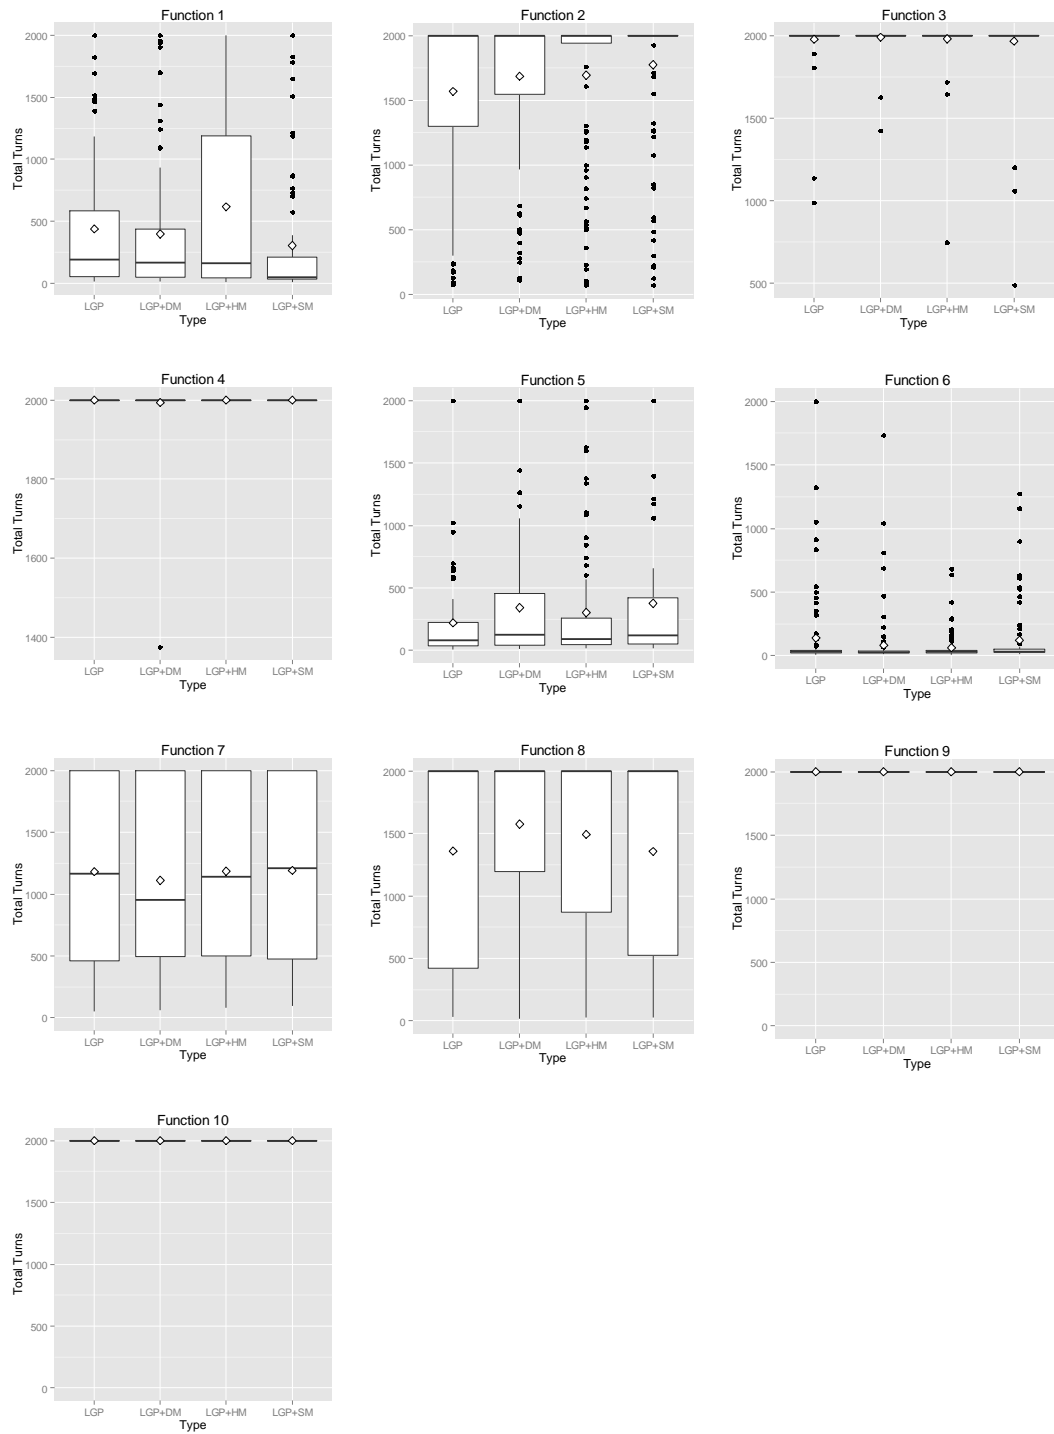 Function 1
Total Turns
2000
1500
1000
500
0
LGP
LGP+DM
LGP+HM
LGP+SM
Type
Function 2
Total Turns
2000
1500
1000
500
0
LGP
LGP+DM
LGP+HM
LGP+SM
Type
Function 3
Total Turns
2000
1500
1000
500
LGP
LGP+DM
LGP+HM
LGP+SM
Type
Function 4
Total Turns
2000
1800
1600
1400
LGP
LGP+DM
LGP+HM
LGP+SM
Type
Function 5
Total Turns
2000
1500
1000
500
0
LGP
LGP+DM
LGP+HM
LGP+SM
Type
Function 6
Total Turns
2000
1500
1000
500
0
LGP
LGP+DM
LGP+HM
LGP+SM
Type
Function 7
Total Turns
2000
1500
1000
500
0
LGP
LGP+DM
LGP+HM
LGP+SM
Type
Function 8
Total Turns
2000
1500
1000
500
0
LGP
LGP+DM
LGP+HM
LGP+SM
Type
Function 9
Total Turns
2000
1500
1000
500
0
LGP
LGP+DM
LGP+HM
LGP+SM
Type
Function 10
Total Turns
2000
1500
1000
500
0
LGP
LGP+DM
LGP+HM
LGP+SM
Type